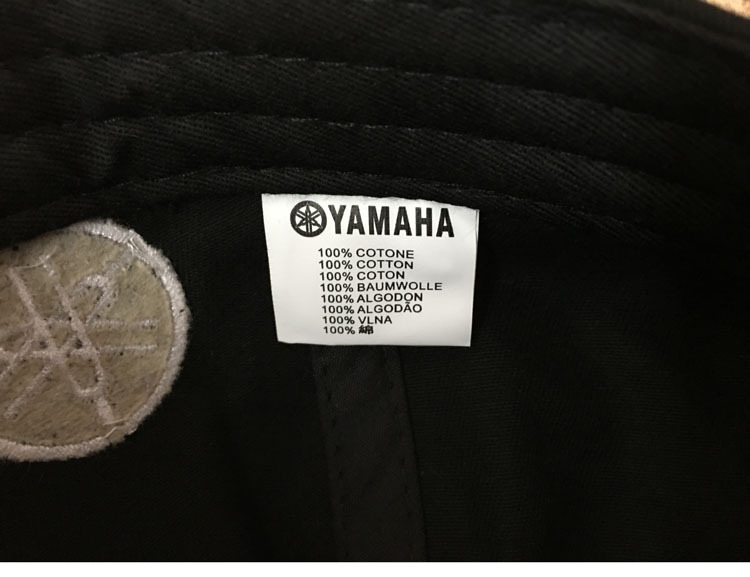 YAMAHA
100% COTONE
100% COTTON
100% COTON
100% BAUMWOLLE
100% ALGODON
100% ALGODÃO
100% VLNA
100% 綿